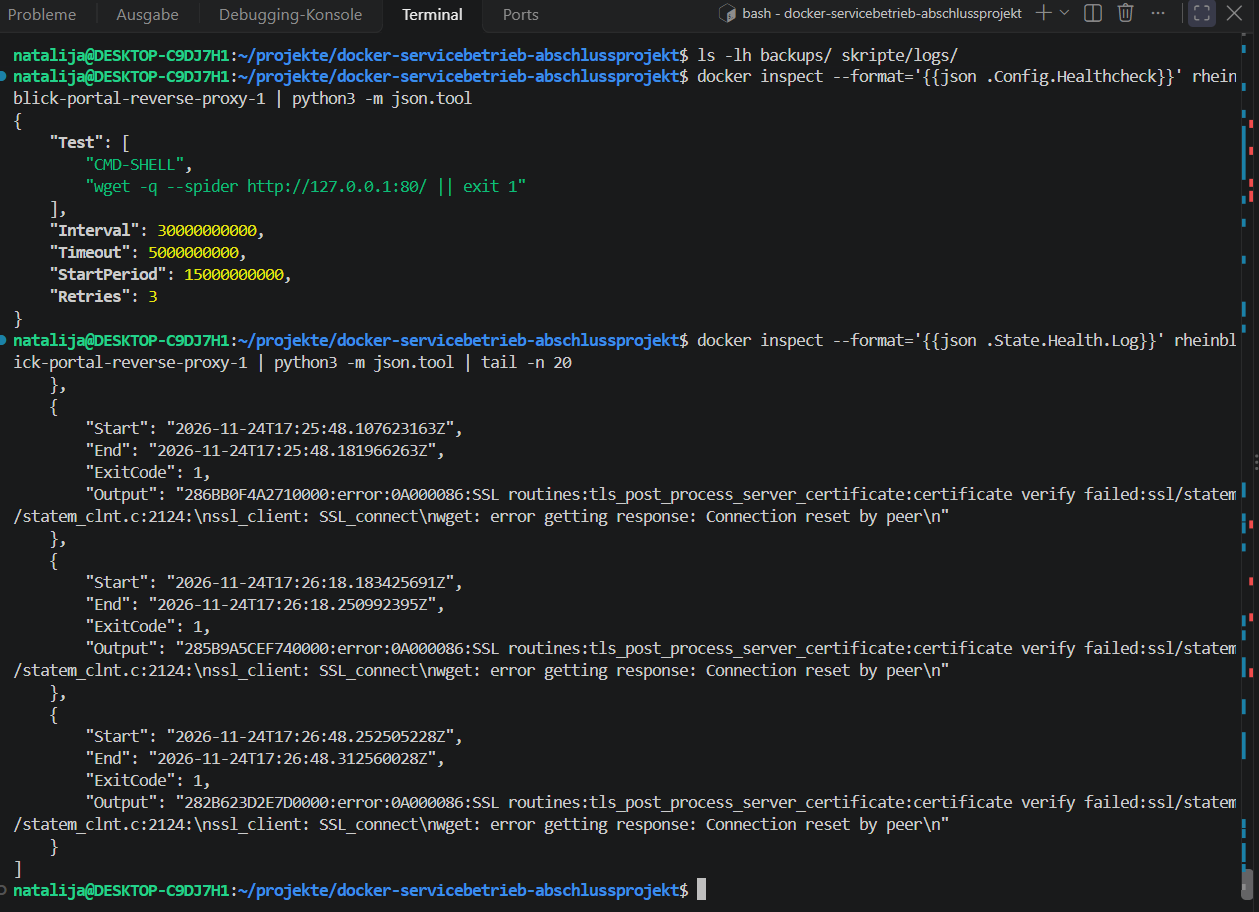 Probleme Ausgabe Debugging-Konsole Terminal Ports bash - docker-servicebetrieb-abschlussprojekt
natalija@DESKTOP-C9DJ7H1:~/projekte/docker-servicebetrieb-abschlussprojekt$ ls -lh backups/ skripte/logs/
natalija@DESKTOP-C9DJ7H1:~/projekte/docker-servicebetrieb-abschlussprojekt$ docker inspect --format='{{json .Config.Healthcheck}}' rhein
blick-portal-reverse-proxy-1 | python3 -m json.tool
{
    "Test": [
        "CMD-SHELL",
        "wget -q --spider http://127.0.0.1:80/ || exit 1"
    ],
    "Interval": 30000000000,
    "Timeout": 5000000000,
    "StartPeriod": 15000000000,
    "Retries": 3
}
natalija@DESKTOP-C9DJ7H1:~/projekte/docker-servicebetrieb-abschlussprojekt$ docker inspect --format='{{json .State.Health.Log}}' rheinbl
ick-portal-reverse-proxy-1 | python3 -m json.tool | tail -n 20
    },
    {
        "Start": "2026-11-24T17:25:48.107623163Z",
        "End": "2026-11-24T17:25:48.181966263Z",
        "ExitCode": 1,
        "Output": "286BB0F4A2710000:error:0A000086:SSL routines:tls_post_process_server_certificate:certificate verify failed:ssl/statem
/statem_clnt.c:2124:\nssl_client: SSL_connect\nwget: error getting response: Connection reset by peer\n"
    },
    {
        "Start": "2026-11-24T17:26:18.183425691Z",
        "End": "2026-11-24T17:26:18.250992395Z",
        "ExitCode": 1,
        "Output": "285B9A5CEF740000:error:0A000086:SSL routines:tls_post_process_server_certificate:certificate verify failed:ssl/statem
/statem_clnt.c:2124:\nssl_client: SSL_connect\nwget: error getting response: Connection reset by peer\n"
    },
    {
        "Start": "2026-11-24T17:26:48.252505228Z",
        "End": "2026-11-24T17:26:48.312560028Z",
        "ExitCode": 1,
        "Output": "282B623D2E7D0000:error:0A000086:SSL routines:tls_post_process_server_certificate:certificate verify failed:ssl/statem
/statem_clnt.c:2124:\nssl_client: SSL_connect\nwget: error getting response: Connection reset by peer\n"
    }
]
natalija@DESKTOP-C9DJ7H1:~/projekte/docker-servicebetrieb-abschlussprojekt$